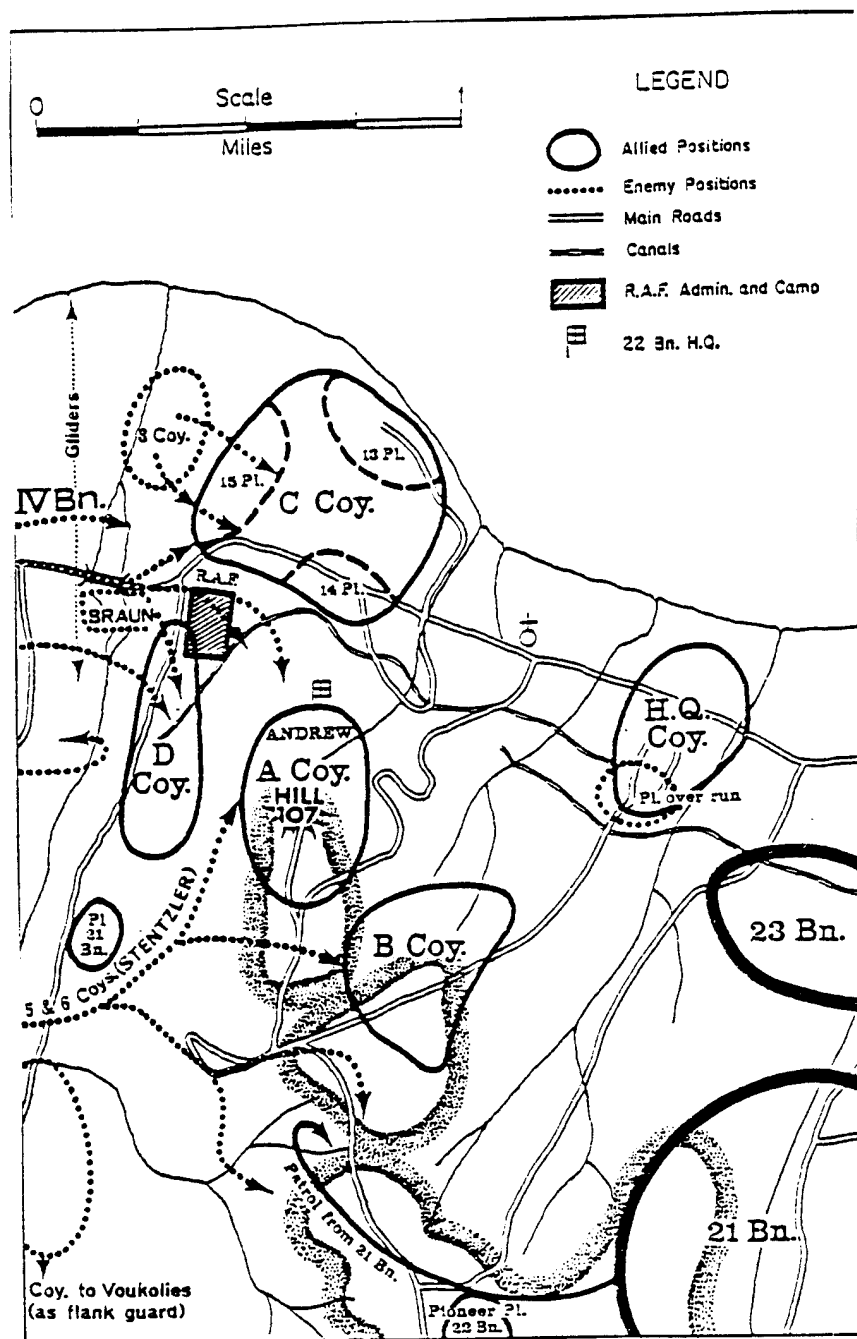 0 Scale 1
Miles
LEGEND
Allied Positions
Enemy Positions
Main Roads
Canals
R.A.F. Admin. and Camp
22 Bn. H.Q.
Gliders
3 Coy.
15 Pl.
13 Pl.
C Coy.
IV Bn.
14 Pl.
R.A.F.
BRAUN
H.Q.
Coy.
Pl. over run
D
Coy.
ANDREW
A Coy.
HILL
107
Pl
21
Bn.
B Coy.
23 Bn.
5 & 6 Coys. (STENTZLER)
21 Bn.
Patrol from 21 Bn.
Coy. to Voukolies
(as flank guard)
Pioneer Pl.
(22 Bn.)